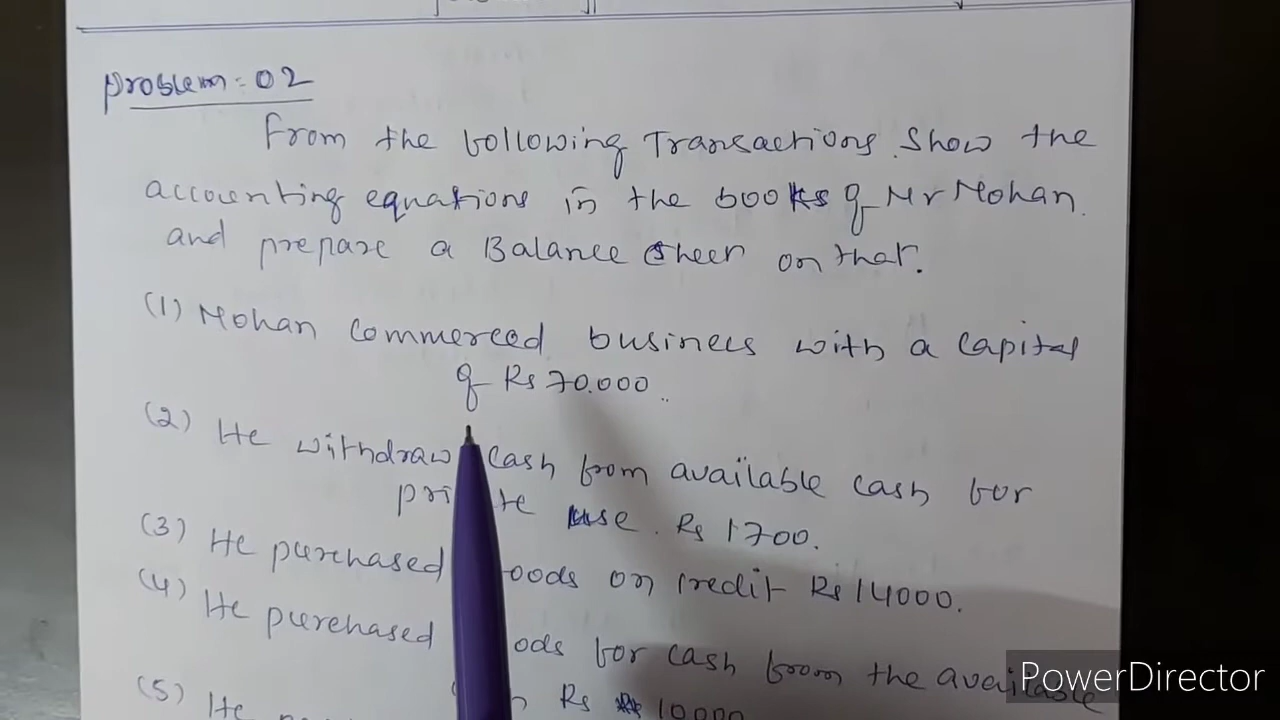 Problem:02
From the following Transactions show the
accounting equations in the books of Mr Mohan.
and prepare a Balance Sheet on that.
(1) Mohan commenced business with a capital
of Rs 70.000
(2) He withdraw cash from available cash for
use. Rs 1700.
(3) He purchased on credit Rs 14000.
(4) He purchased for cash from the available
(5) He Rs 10000
PowerDirector